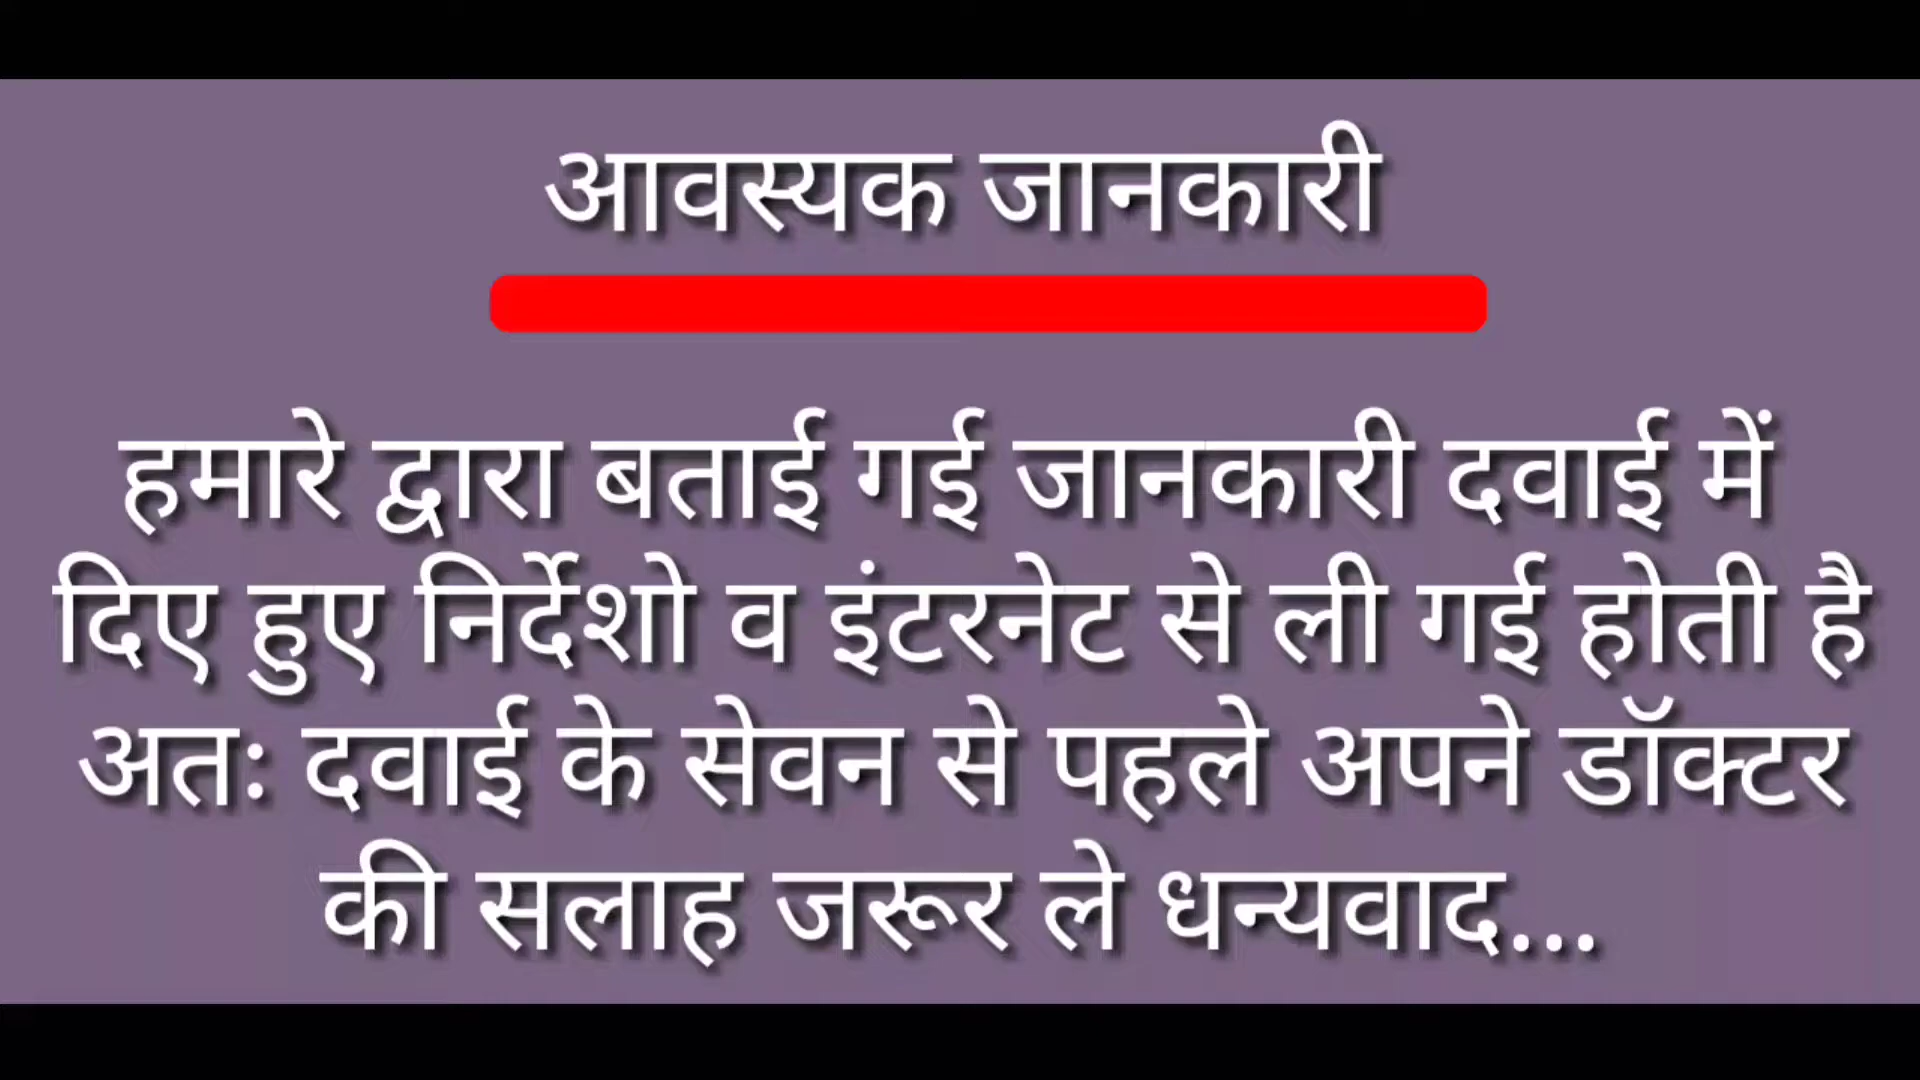 आवस्यक जानकारी
हमारे द्वारा बताई गई जानकारी दवाई में
दिए हुए निर्देशो व इंटरनेट से ली गई होती है
अतः दवाई के सेवन से पहले अपने डॉक्टर
की सलाह जरूर ले धन्यवाद...